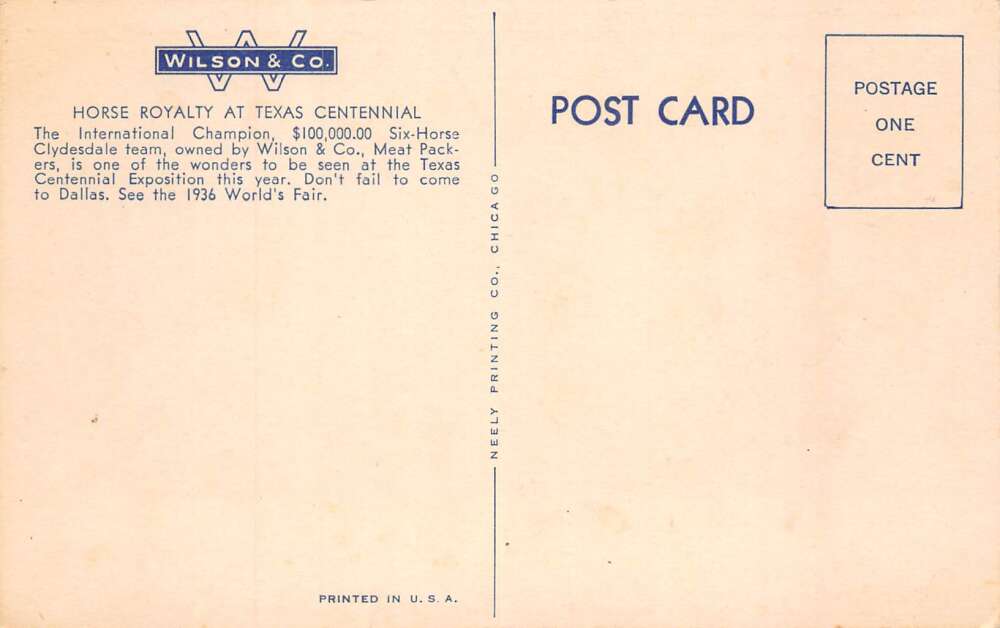 WILSON & CO.
HORSE ROYALTY AT TEXAS CENTENNIAL
The International Champion, $100,000.00 Six-Horse
Clydesdale team, owned by Wilson & Co., Meat Pack-
ers, is one of the wonders to be seen at the Texas
Centennial Exposition this year. Don't fail to come
to Dallas. See the 1936 World's Fair.
PRINTED IN U. S. A.
NEELY PRINTING CO., CHICAGO
POST CARD
POSTAGE
ONE
CENT